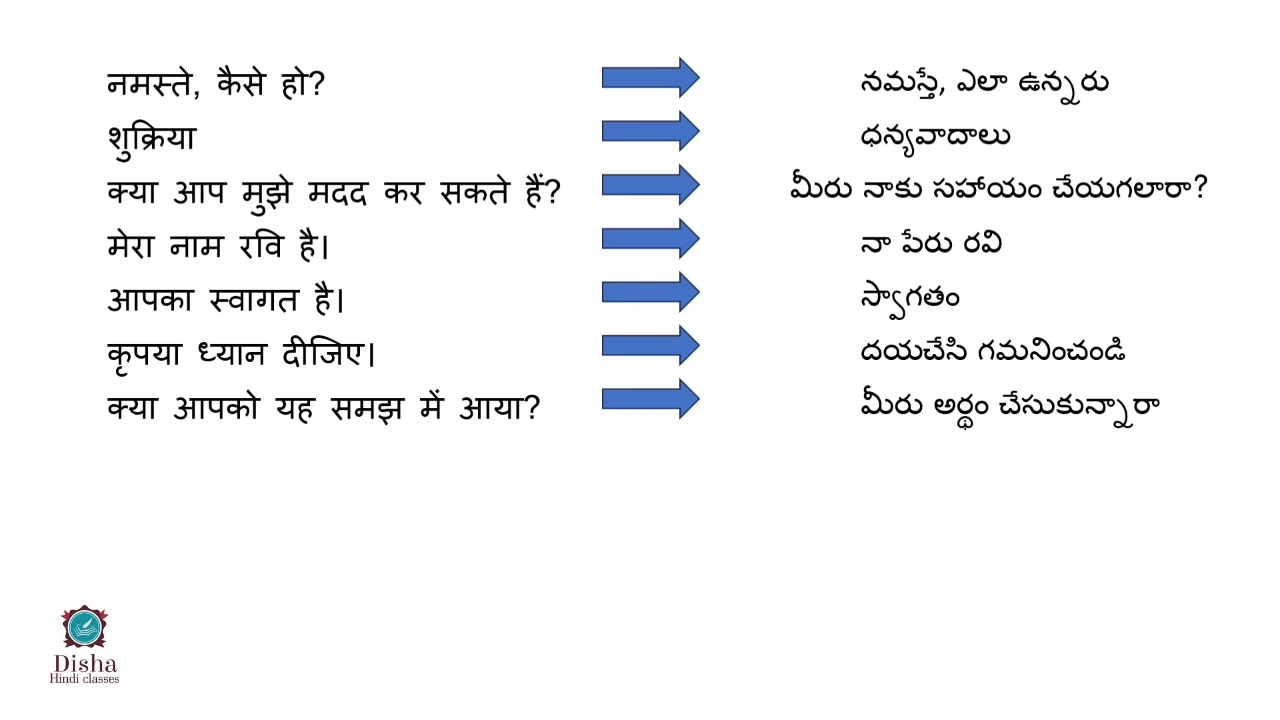 नमस्ते, कैसे हो? నమస్తే, ఎలా ఉన్నరు
शुक्रिया ధన్యవాదాలు
क्या आप मुझे मदद कर सकते हैं? మీరు నాకు సహాయం చేయగలారా?
मेरा नाम रवि है। నా పేరు రవి
आपका स्वागत है। స్వాగతం
कृपया ध्यान दीजिए। దయచేసి గమనించండి
क्या आपको यह समझ में आया? మీరు అర్థం చేసుకున్నారా
Disha
Hindi classes